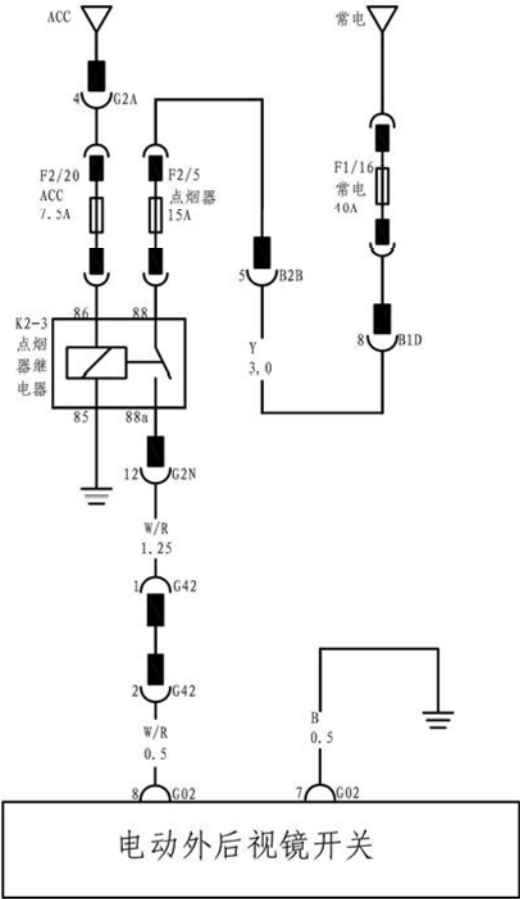 ACC
常电
4
G2A
F2/20
ACC
7.5A
F2/5
点烟器
15A
F1/16
常电
40A
5
B2B
8
B1D
86
88
K2-3
点烟
器继
电器
Y
3.0
85
88a
12
G2N
W/R
1.25
1
G42
2
G42
W/R
0.5
B
0.5
8
G02
7
G02
电动外后视镜开关